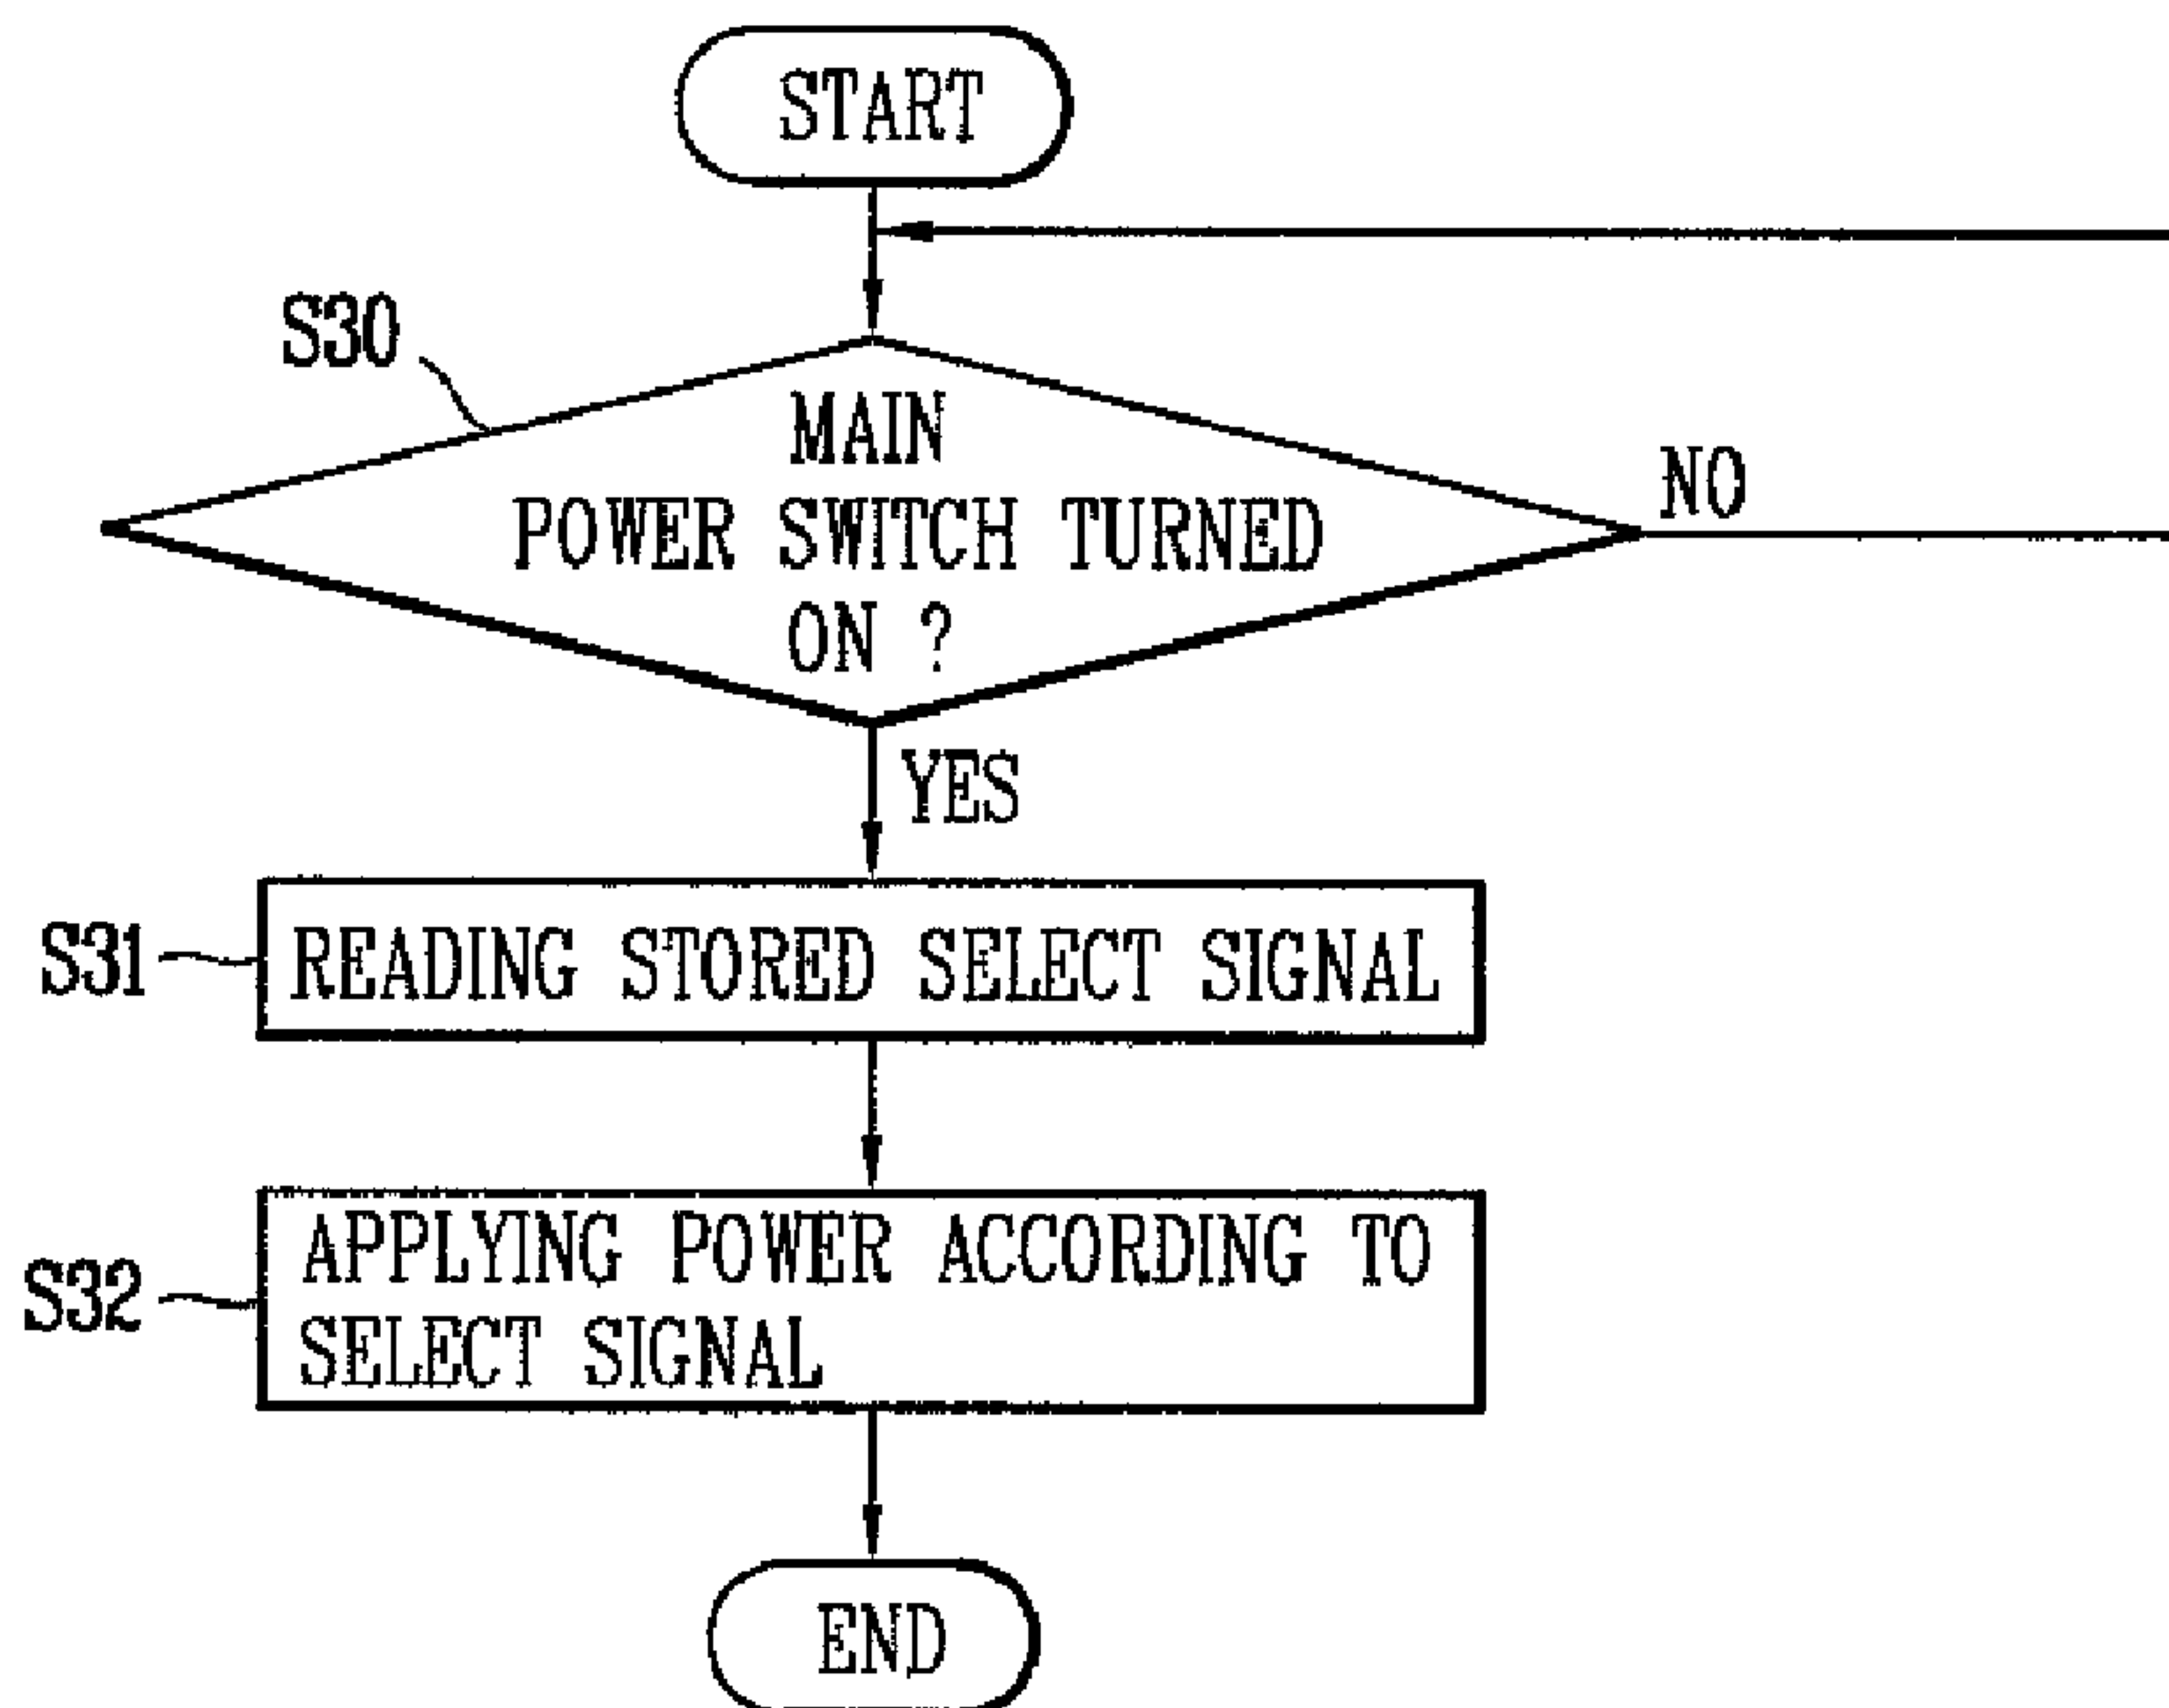 START
S30
MAIN
POWER SWITCH TURNED
ON ?
NO
YES
S31
READING STORED SELECT SIGNAL
S32
APPLYING POWER ACCORDING TO
SELECT SIGNAL
END